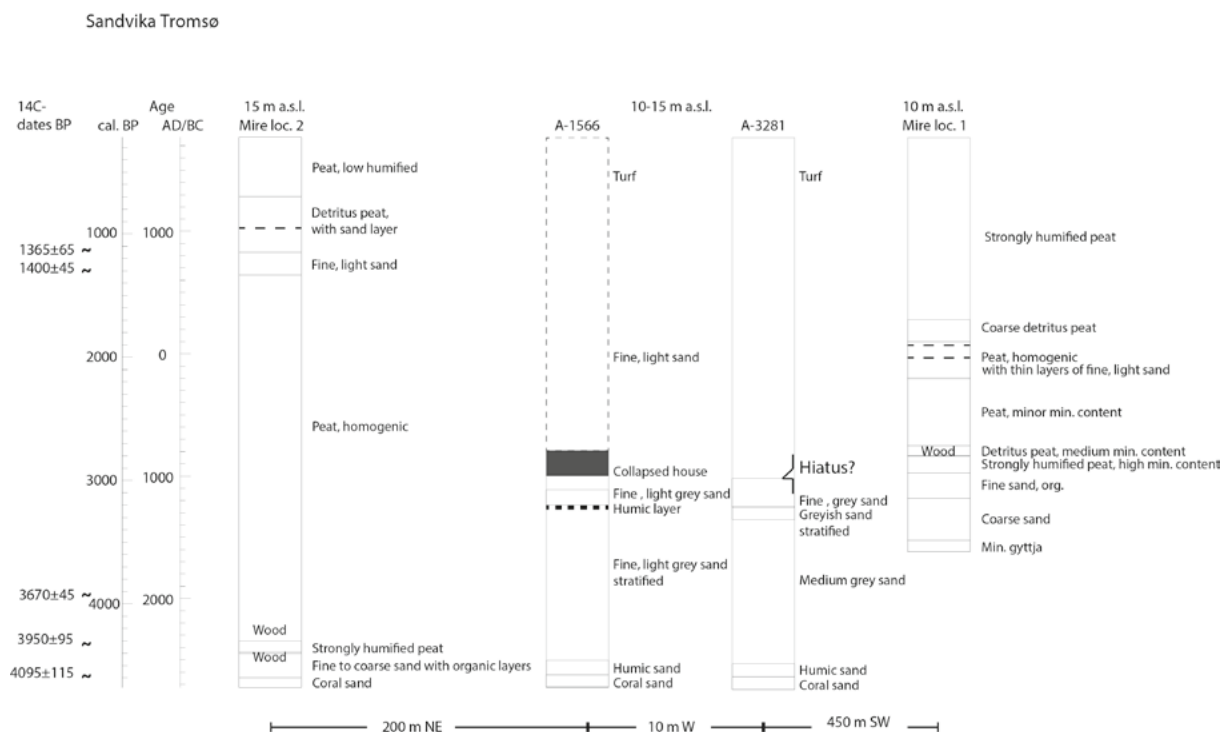 Sandvika Tromsø
14C-
dates BP
Age
cal. BP
AD/BC
15 m a.s.l.
Mire loc. 2
10-15 m a.s.l.
A-1566
A-3281
10 m a.s.l.
Mire loc. 1
1365±65 ~
1400±45 ~
3670±45 ~
3950±95 ~
4095±115 ~
1000
2000
3000
4000
1000
0
1000
2000
Peat, low humified
Detritus peat,
with sand layer
Fine, light sand
Peat, homogenic
Wood
Strongly humified peat
Wood
Fine to coarse sand with organic layers
Coral sand
Turf
Fine, light sand
Collapsed house
Fine , light grey sand
Humic layer
Fine, light grey sand
stratified
Humic sand
Coral sand
Turf
Hiatus?
Fine , grey sand
Greyish sand
stratified
Medium grey sand
Humic sand
Coral sand
Strongly humified peat
Coarse detritus peat
Peat, homogenic
with thin layers of fine, light sand
Peat, minor min. content
Wood
Detritus peat, medium min. content
Strongly humified peat, high min. content
Fine sand, org.
Coarse sand
Min. gyttja
200 m NE
10 m W
450 m SW